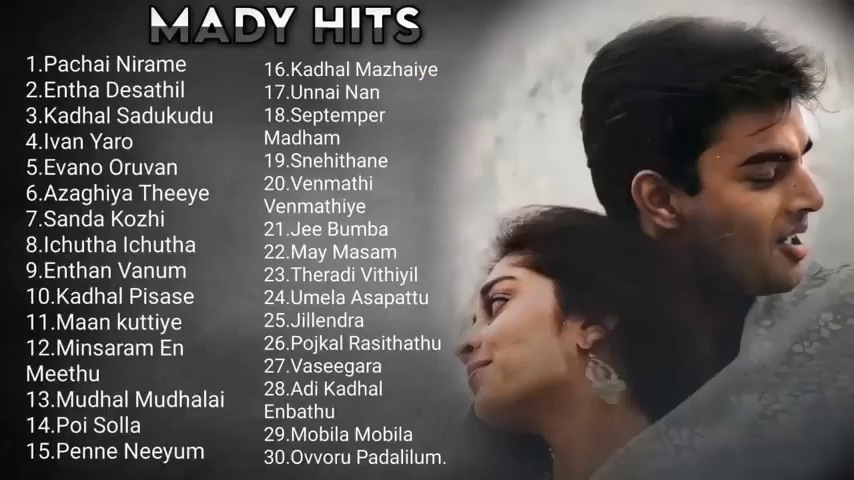 MADY HITS
1.Pachai Nirame
2.Entha Desathil
3.Kadhal Sadukudu
4.Ivan Yaro
5.Evano Oruvan
6.Azaghiya Theeye
7.Sanda Kozhi
8.Ichutha Ichutha
9.Enthan Vanum
10.Kadhal Pisase
11.Maan kuttiye
12.Minsaram En
Meethu
13.Mudhal Mudhalai
14.Poi Solla
15.Penne Neeyum
16.Kadhal Mazhaiye
17.Unnai Nan
18.Septemper
Madham
19.Snehithane
20.Venmathi
Venmathiye
21.Jee Bumba
22.May Masam
23.Theradi Vithiyil
24.Umela Asapattu
25.Jillendra
26.Pojkal Rasithathu
27.Vaseegara
28.Adi Kadhal
Enbathu
29.Mobila Mobila
30.Ovvoru Padalilum.